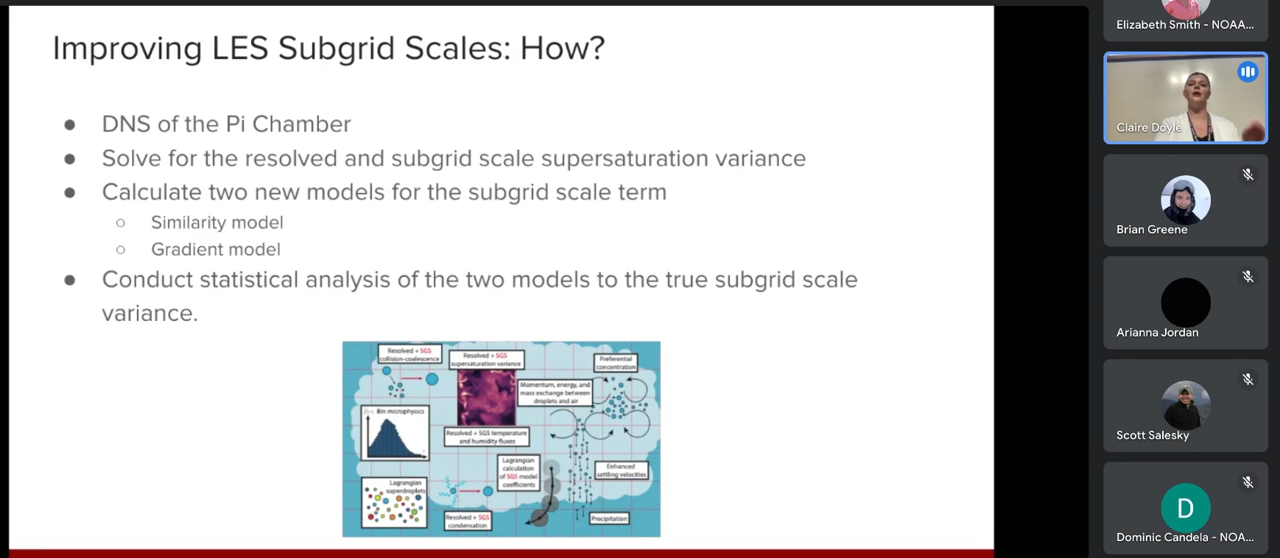 Improving LES Subgrid Scales: How?
DNS of the Pi Chamber
Solve for the resolved and subgrid scale supersaturation variance
Calculate two new models for the subgrid scale term
Similarity model
Gradient model
Conduct statistical analysis of the two models to the true subgrid scale
variance.
Resolved + SGS
collision-coalescence
Resolved + SGS
supersaturation variance
Preferential
concentration
Momentum, energy, and
mass exchange between
droplets and air
Bin microphysics
Resolved + SGS temperature
and humidity fluxes
Lagrangian
calculation
of SGS model
coefficients
Enhanced
settling velocities
Lagrangian
superdroplets
Resolved + SGS
condensation
Precipitation
Elizabeth Smith - NOAA...
Claire Doyle
Brian Greene
Arianna Jordan
Scott Salesky
D
Dominic Candela - NOA...